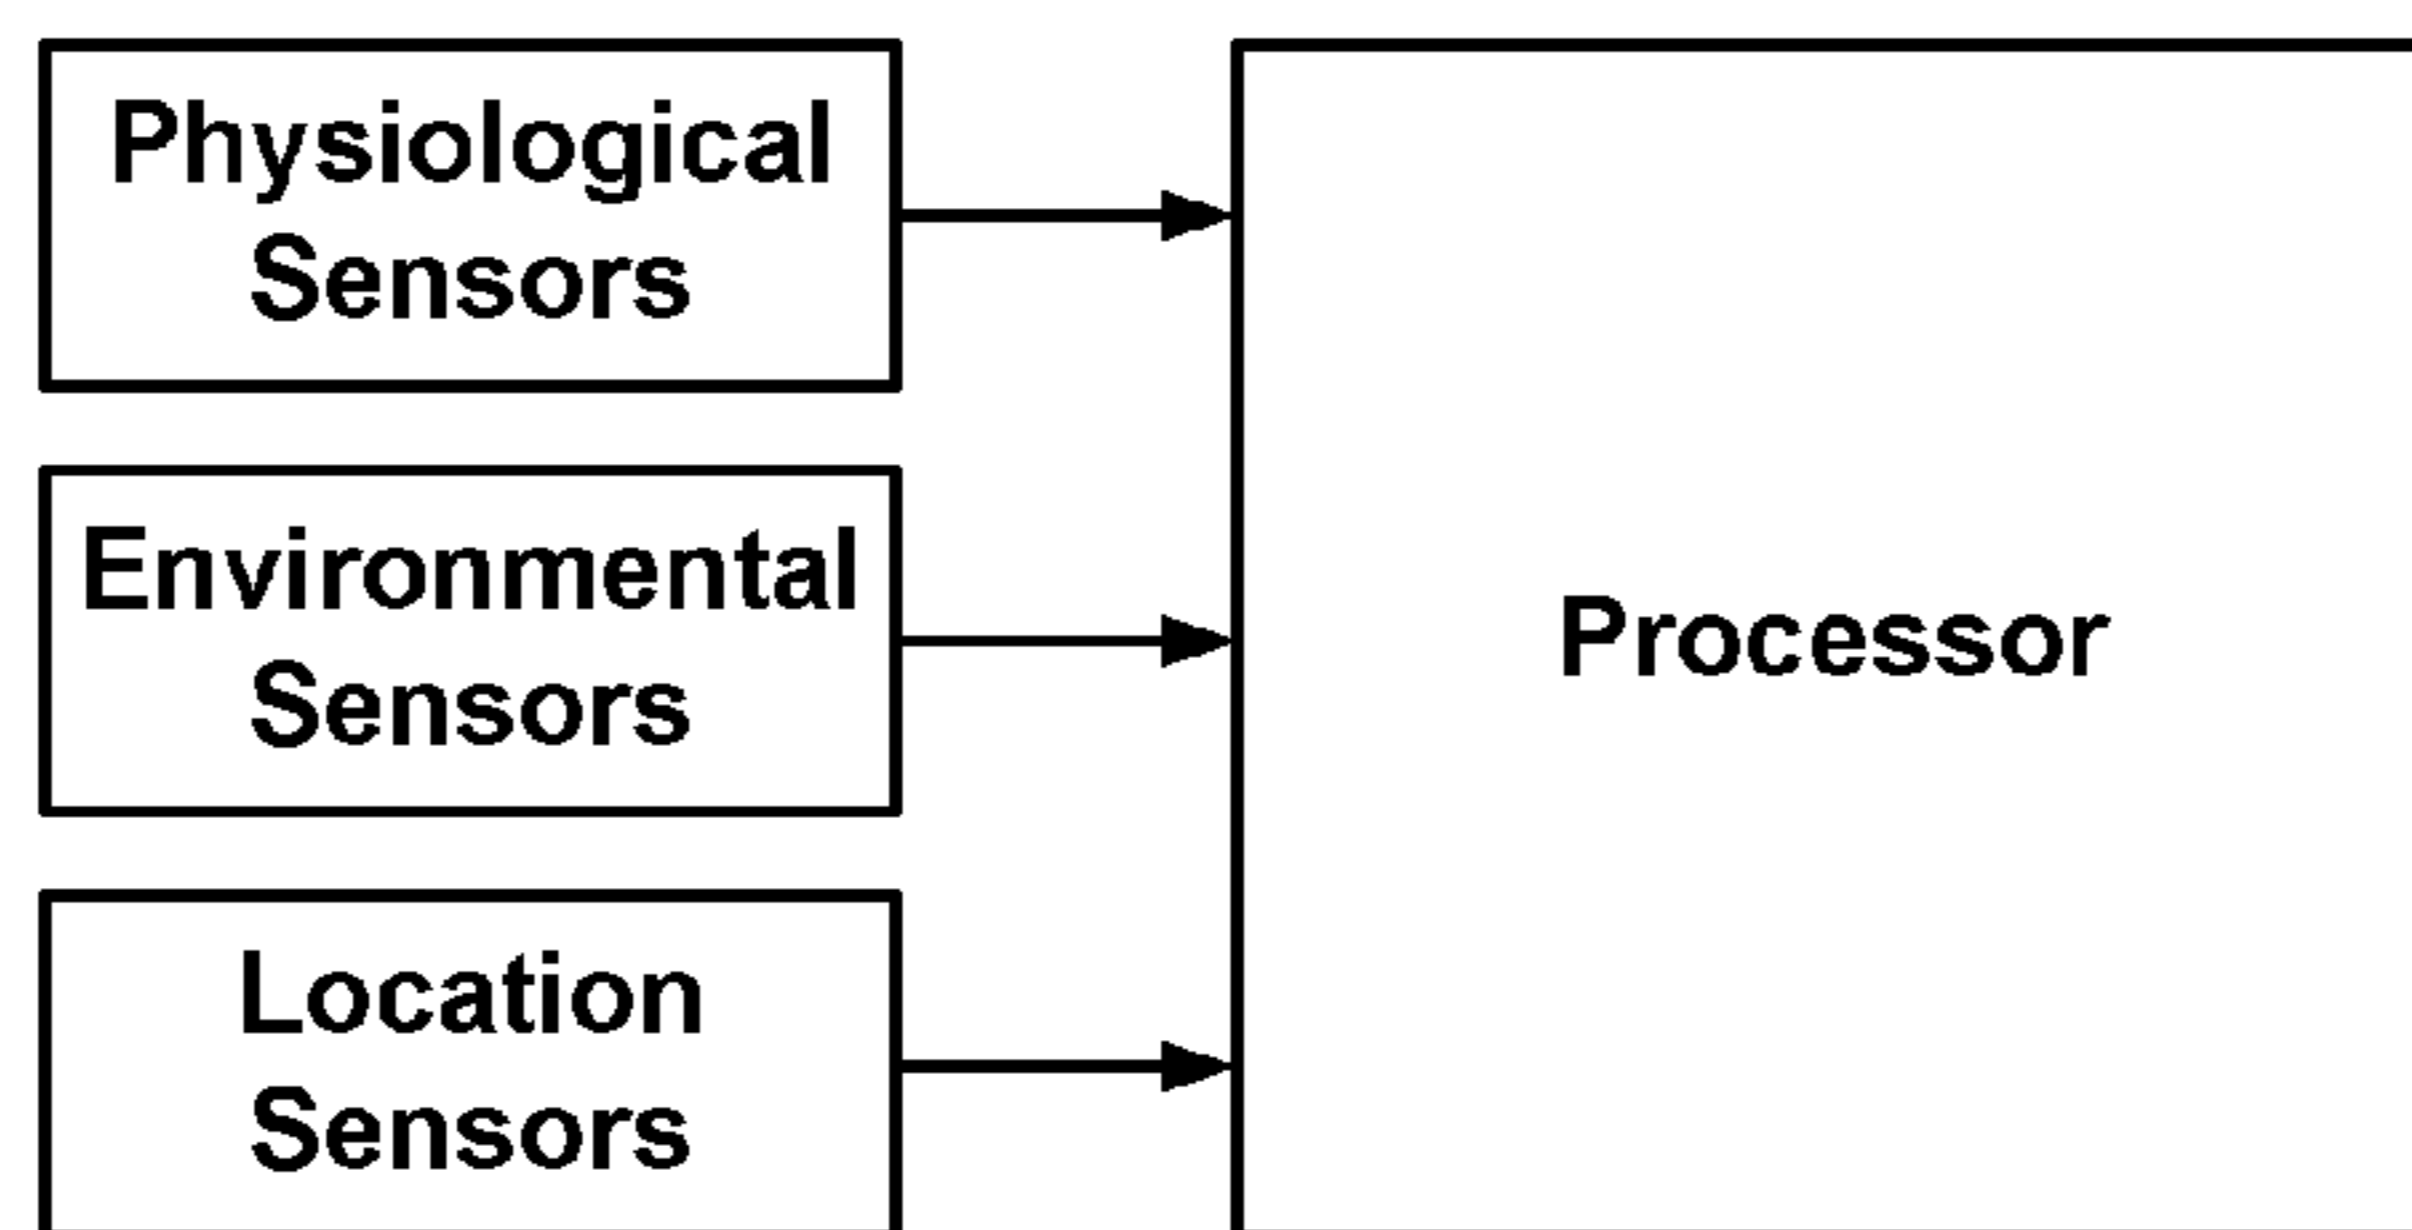 Physiological
Sensors
Environmental
Sensors
Processor
Location
Sensors